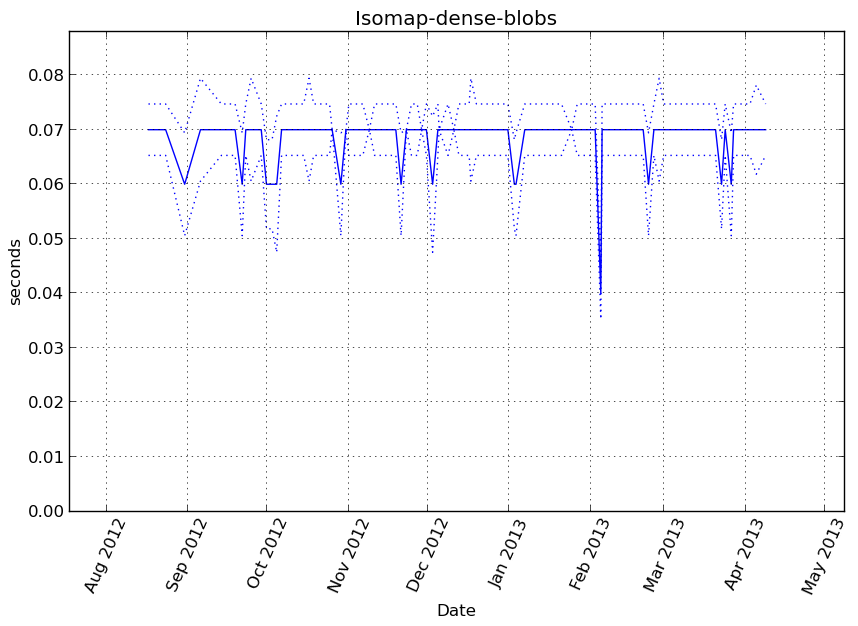 Isomap-dense-blobs
seconds
0.08
0.07
0.06
0.05
0.04
0.03
0.02
0.01
0.00
Aug 2012
Sep 2012
Oct 2012
Nov 2012
Dec 2012
Jan 2013
Feb 2013
Mar 2013
Apr 2013
May 2013
Date